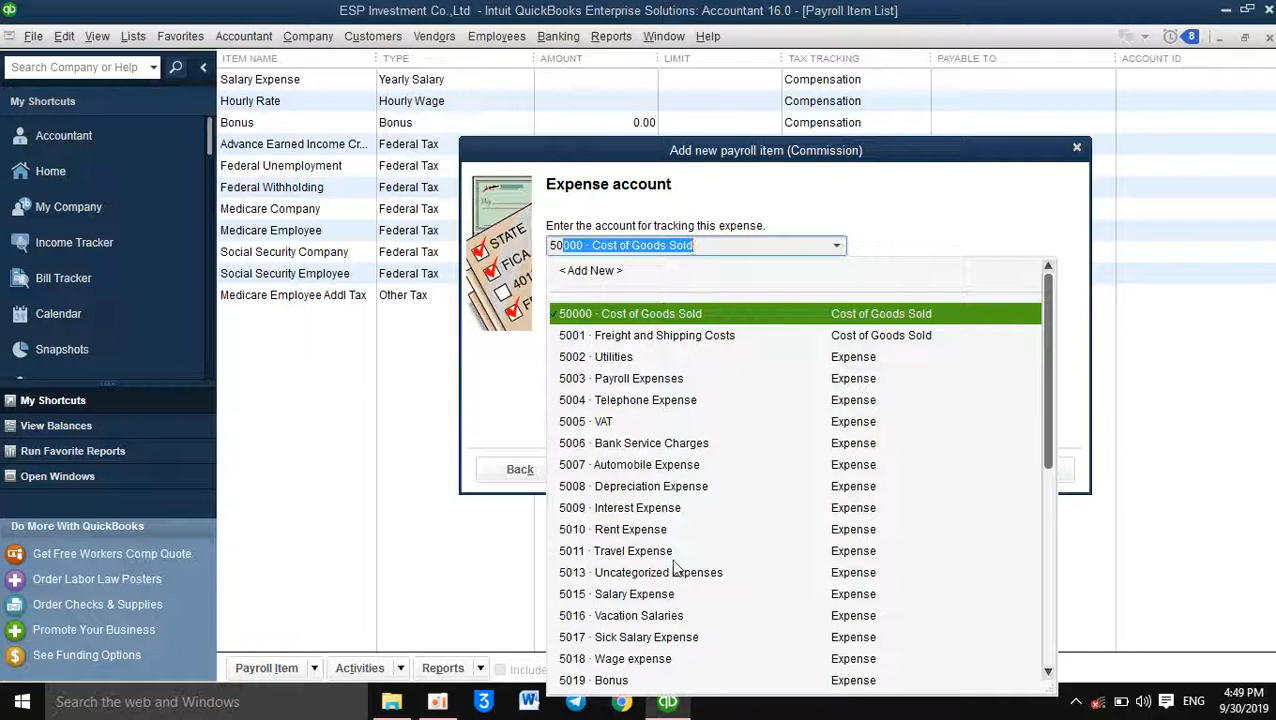 ESP Investment Co.,Ltd - Intuit QuickBooks Enterprise Solutions: Accountant 16.0 - [Payroll Item List]
qb
File Edit View Lists Favorites Accountant Company Customers Vendors Employees Banking Reports Window Help
8
Search Company or Help
My Shortcuts
Accountant
Home
My Company
Income Tracker
Bill Tracker
Calendar
Snapshots
My Shortcuts
View Balances
Run Favorite Reports
Open Windows
Do More With QuickBooks
Get Free Workers Comp Quote
Order Labor Law Posters
Order Checks & Supplies
Promote Your Business
See Funding Options
ITEM NAME TYPE AMOUNT LIMIT TAX TRACKING PAYABLE TO ACCOUNT ID
Salary Expense Yearly Salary Compensation
Hourly Rate Hourly Wage Compensation
Bonus Bonus 0.00 Compensation
Advance Earned Income Cr... Federal Tax
Federal Unemployment Federal Tax
Federal Withholding Federal Tax
Medicare Company Federal Tax
Medicare Employee Federal Tax
Social Security Company Federal Tax
Social Security Employee Federal Tax
Medicare Employee Addl Tax Other Tax
Add new payroll item (Commission)
STATE
FICA
401
Expense account
Enter the account for tracking this expense.
50000 · Cost of Goods Sold
< Add New >
50000 · Cost of Goods Sold Cost of Goods Sold
5001 · Freight and Shipping Costs Cost of Goods Sold
5002 · Utilities Expense
5003 · Payroll Expenses Expense
5004 · Telephone Expense Expense
5005 · VAT Expense
5006 · Bank Service Charges Expense
5007 · Automobile Expense Expense
5008 · Depreciation Expense Expense
5009 · Interest Expense Expense
5010 · Rent Expense Expense
5011 · Travel Expense Expense
5013 · Uncategorized Expenses Expense
5015 · Salary Expense Expense
5016 · Vacation Salaries Expense
5017 · Sick Salary Expense Expense
5018 · Wage expense Expense
5019 · Bonus Expense
Back
Payroll Item Activities Reports Include
Search the web and Windows
3
W
qb
ENG
4:49 PM
9/30/2019